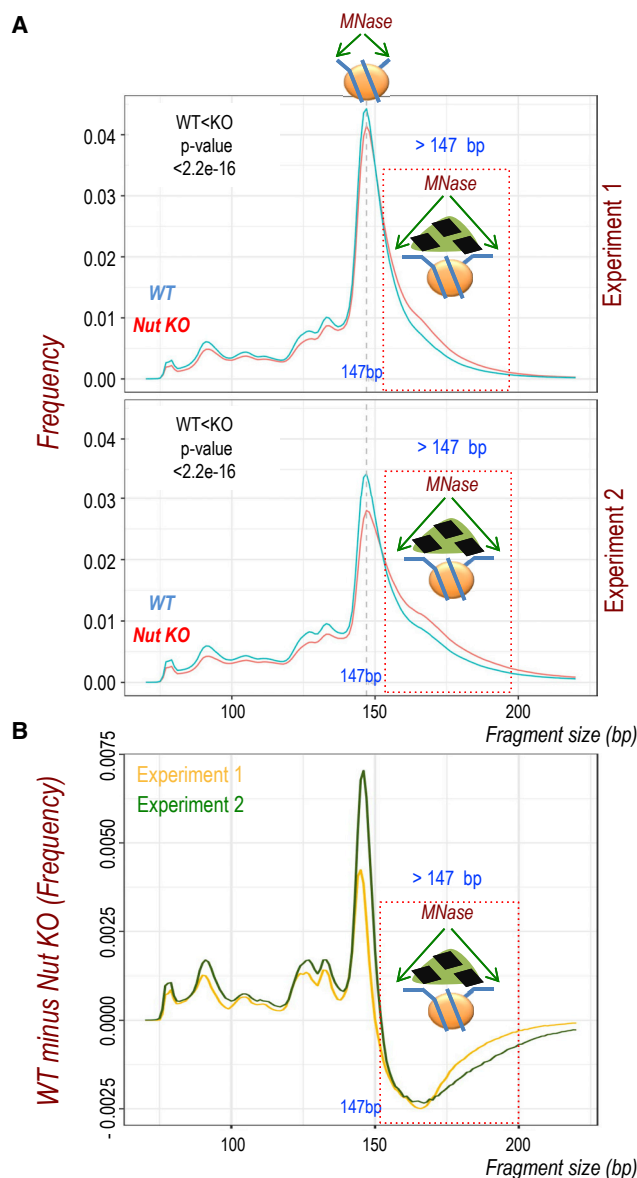 A
MNase
0.04
0.03
0.02
0.01
0.00
Frequency
WT<KO
p-value
<2.2e-16
> 147 bp
MNase
WT
Nut KO
147bp
Experiment 1
0.04
0.03
0.02
0.01
0.00
WT<KO
p-value
<2.2e-16
> 147 bp
MNase
WT
Nut KO
147bp
Experiment 2
100
150
200
Fragment size (bp)
B
WT minus Nut KO (Frequency)
0.0075
0.0050
0.0025
0.0000
- 0.0025
Experiment 1
Experiment 2
> 147 bp
MNase
147bp
100
150
200
Fragment size (bp)